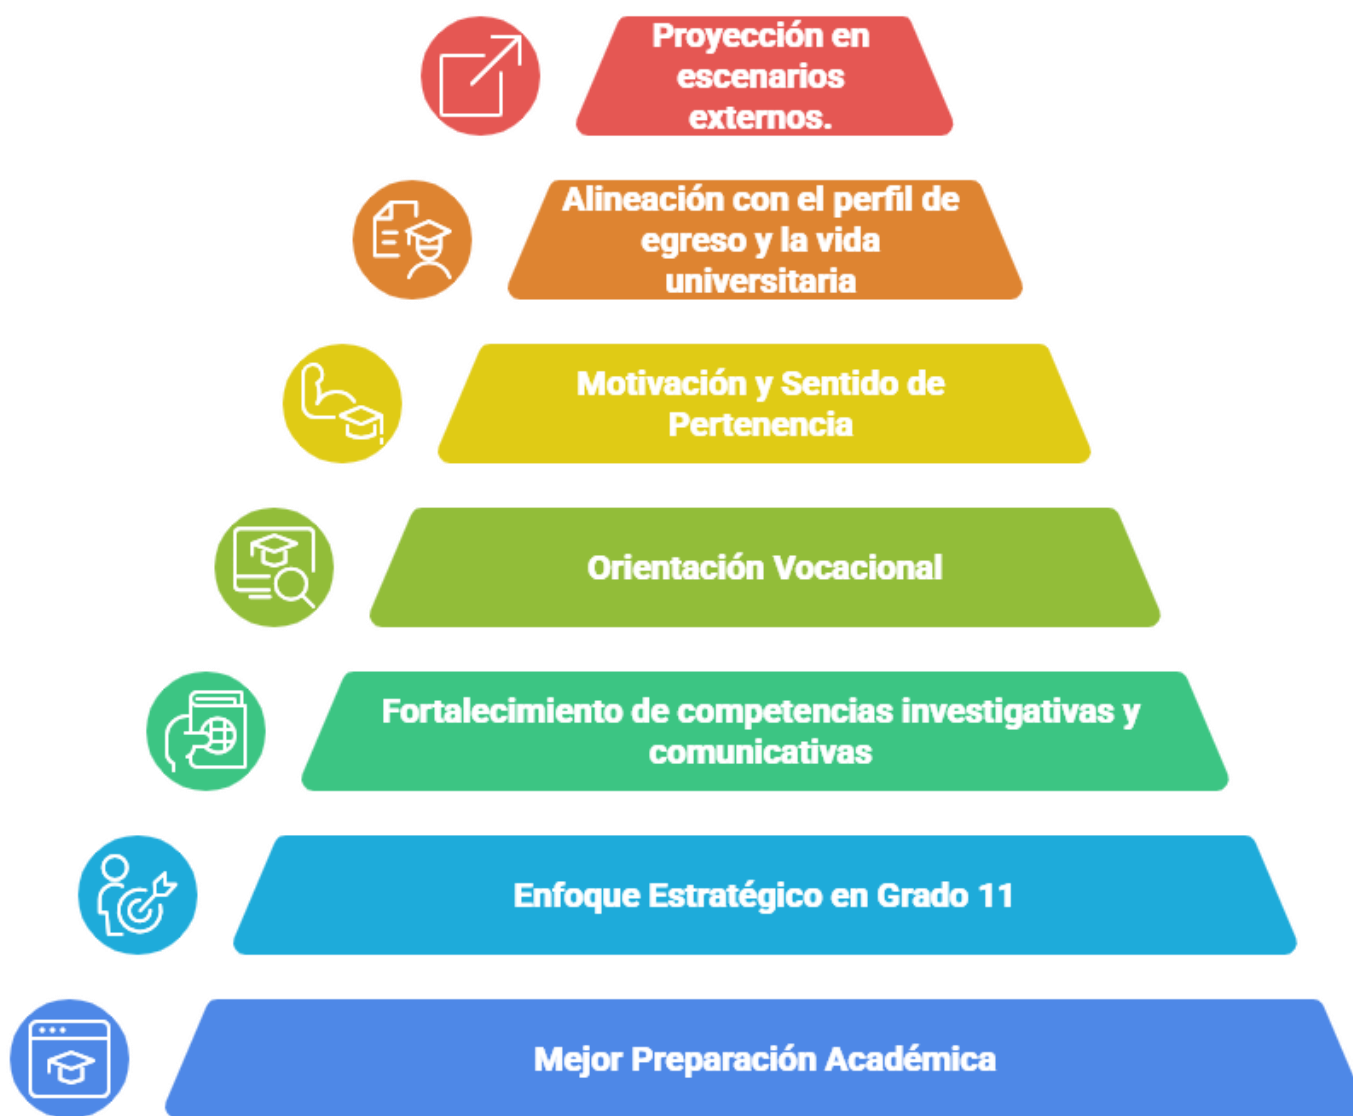 Proyección en
escenarios
externos.
Alineación con el perfil de
egreso y la vida
universitaria
Motivación y Sentido de
Pertenencia
Orientación Vocacional
Fortalecimiento de competencias investigativas y
comunicativas
Enfoque Estratégico en Grado 11
Mejor Preparación Académica